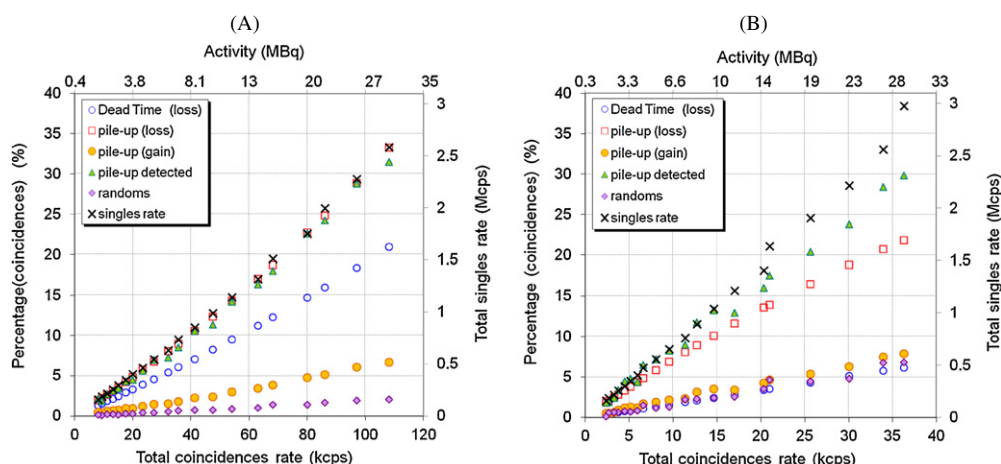 (A)
Activity (MBq)
0.4 3.8 8.1 13 20 27 35
Percentage(coincidences) (%)
40
35
30
25
20
15
10
5
0
Dead Time (loss)
pile-up (loss)
pile-up (gain)
pile-up detected
randoms
singles rate
3
2.5
2
1.5
1
0.5
0
Total singles rate (Mcps)
0 20 40 60 80 100 120
Total coincidences rate (kcps)
(B)
Activity (MBq)
0.3 3.3 6.6 10 14 19 23 28 33
Percentage (coincidences) (%)
40
35
30
25
20
15
10
5
0
Dead Time (loss)
pile-up (loss)
pile-up (gain)
pile-up detected
randoms
singles rate
3
2.5
2
1.5
1
0.5
0
Total singles rate (Mcps)
0 5 10 15 20 25 30 35 40
Total coincidences rate (kcps)